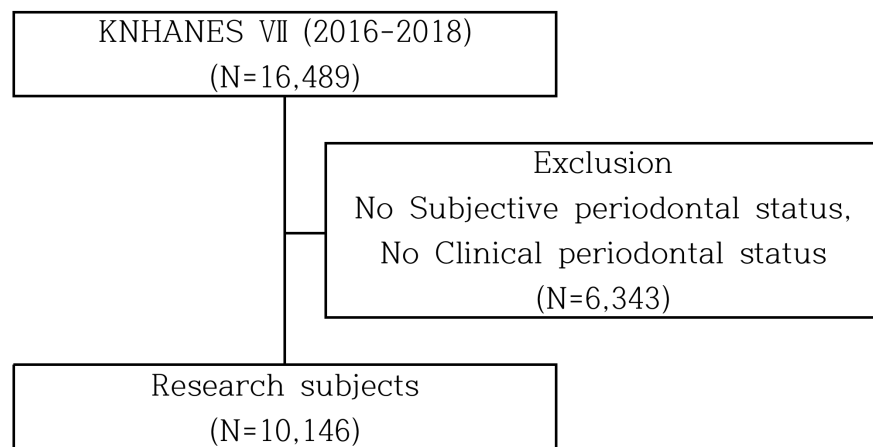 KNHANES Ⅶ (2016-2018)
(N=16,489)
Exclusion
No Subjective periodontal status,
No Clinical periodontal status
(N=6,343)
Research subjects
(N=10,146)